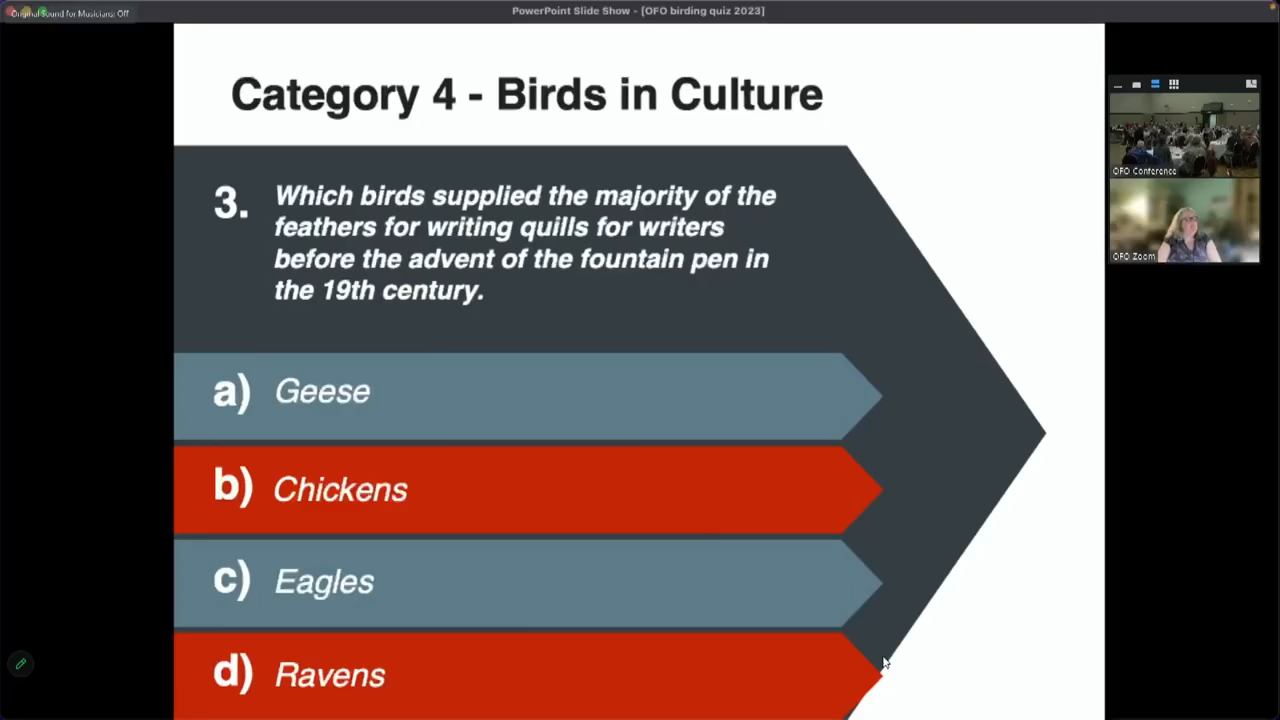 Original Sound for Musicians: Off
PowerPoint Slide Show - [OFO birding quiz 2023]
Category 4 - Birds in Culture
3. Which birds supplied the majority of the
feathers for writing quills for writers
before the advent of the fountain pen in
the 19th century.
a) Geese
b) Chickens
c) Eagles
d) Ravens
OFO Conference
OFO Zoom